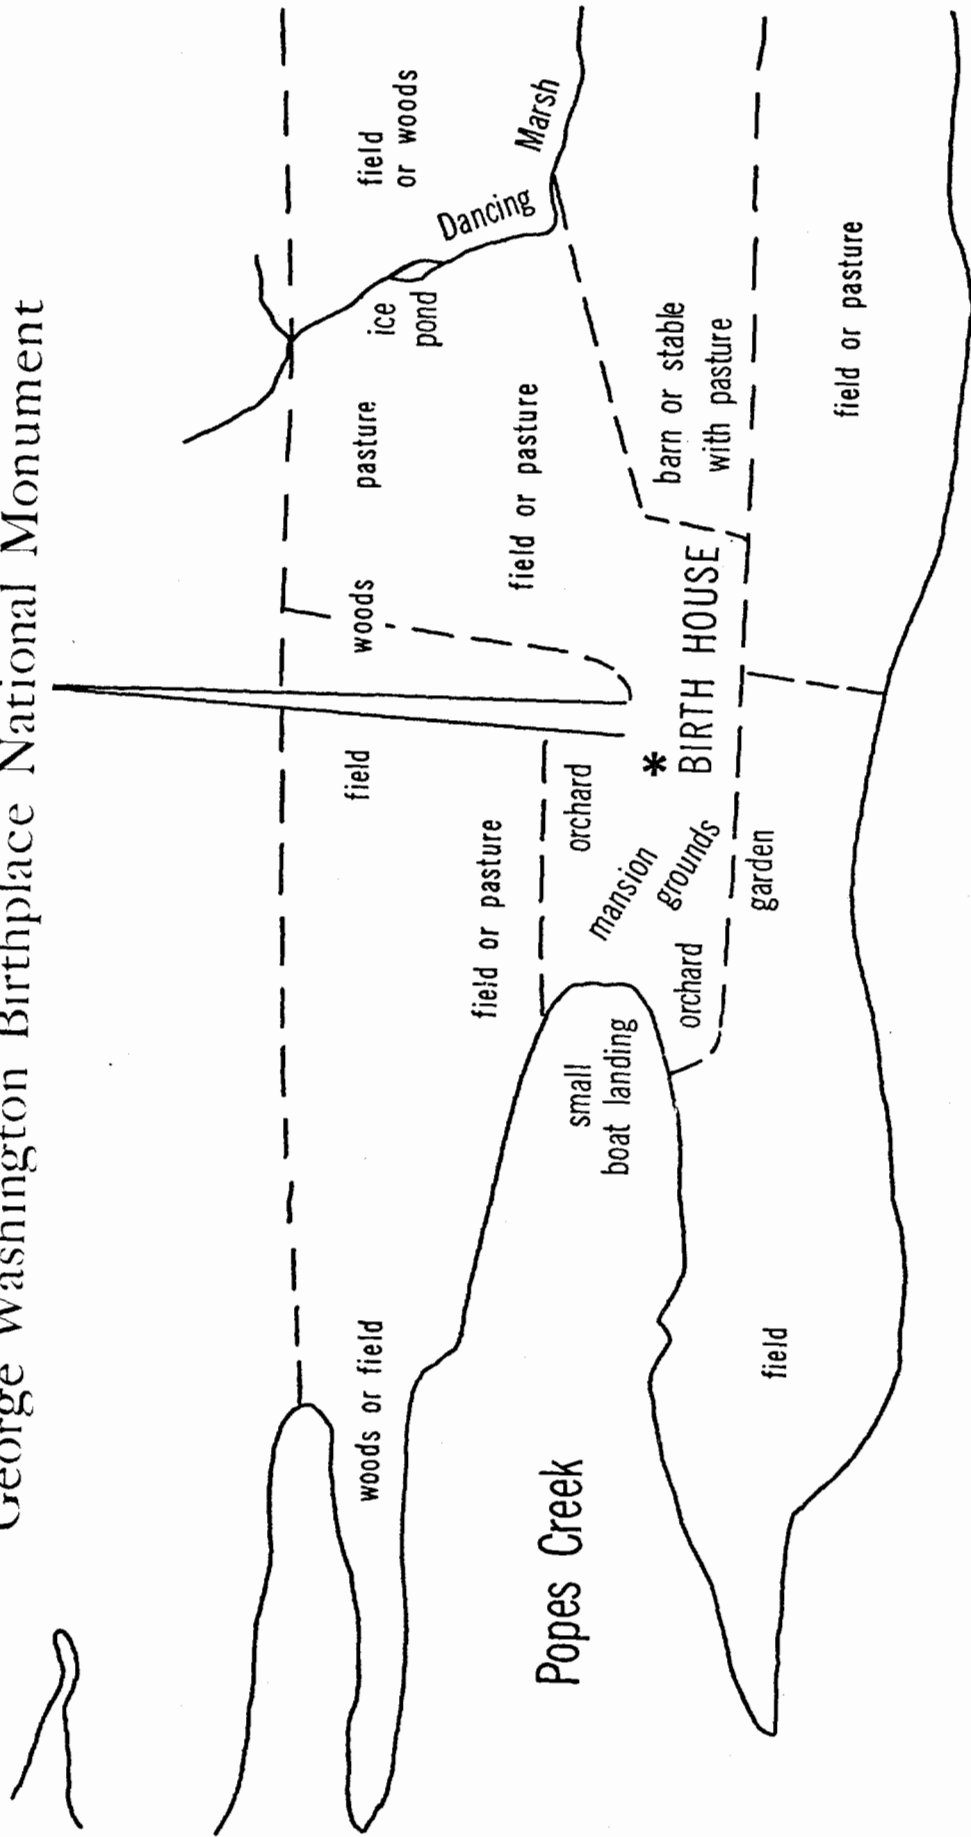 George Washington Birthplace National Monument
field
or woods
Dancing
Marsh
ice
pond
pasture
woods
field or pasture
field
field or pasture
orchard
barn or stable
with pasture
* BIRTH HOUSE
mansion
grounds
orchard
garden
field or pasture
small
boat landing
woods or field
Popes Creek
field